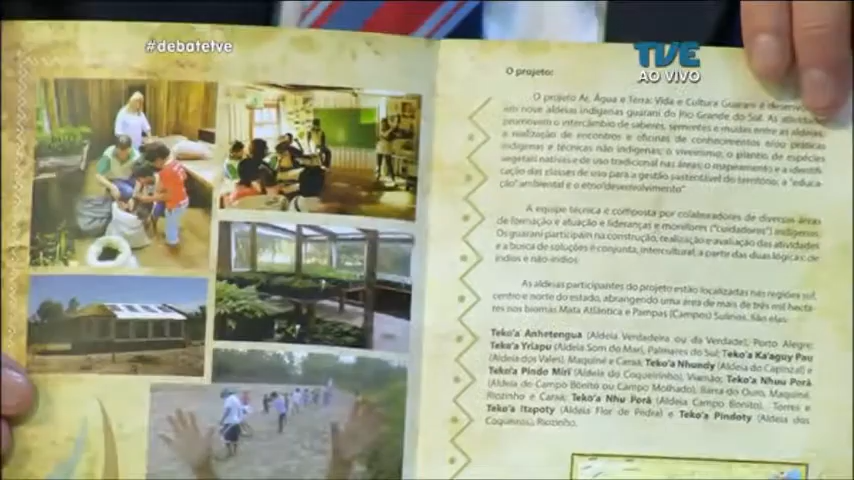 #debatetve
TVE
AO VIVO
O projeto:
O projeto Ar, Água e Terra: Vida e Cultura Guarani é desenvol-
em nove aldeias indígenas guarani do Rio Grande do Sul. As ativida-
promovem o intercâmbio de saberes, sementes e mudas entre as aldeias
a realização de encontros e oficinas de conhecimentos e/ou práticas
indígenas e técnicas não indígenas; o viveirismo; o plantio de espécies
vegetais nativas e de uso tradicional nas áreas; o mapeamento e a identifi-
cação das classes de uso para a gestão sustentável do território; a "educa-
ção" ambiental e o etno"desenvolvimento".
A equipe técnica é composta por colaboradores de diversas áreas
de formação e atuação e lideranças e monitores ("cuidadores") indígenas.
Os guarani participam na construção, realização e avaliação das atividades
e a busca de soluções é conjunta, intercultural, a partir das duas lógicas: de
índios e não-índios.
As aldeias participantes do projeto estão localizadas nas regiões sul,
centro e norte do estado, abrangendo uma área de mais de três mil hecta-
res nos biomas Mata Atlântica e Pampas (Campos) Sulinos. São elas:
Teko'a Anhetengua (Aldeia Verdadeira ou da Verdade), Porto Alegre;
Teko'a Yriapu (Aldeia Som do Mar), Palmares do Sul; Teko'a Ka'aguy Pau
(Aldeia dos Vales), Maquiné e Caraá; Teko'a Nhundy (Aldeia do Capinzal) e
Teko'a Pindo Miri (Aldeia do Coqueirinho), Viamão; Teko'a Nhuu Porã
(Aldeia do Campo Bonito ou Campo Molhado), Barra do Ouro, Maquiné,
Riozinho e Caraá; Teko'a Nhu Porã (Aldeia Campo Bonito), Torres e
Teko'a Itapoty (Aldeia Flor de Pedra) e Teko'a Pindoty (Aldeia dos
Coqueiros), Riozinho.